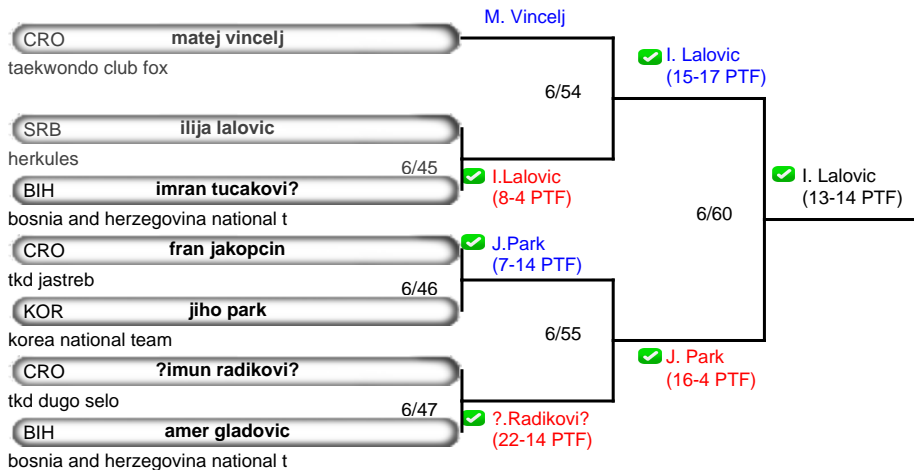 M. Vincelj
CRO matej vincelj
taekwondo club fox
I. Lalovic
(15-17 PTF)
6/54
SRB ilija lalovic
herkules
6/45
I.Lalovic
(8-4 PTF)
BIH imran tucakovi?
bosnia and herzegovina national t
I. Lalovic
(13-14 PTF)
6/60
CRO fran jakopcin
tkd jastreb
J.Park
(7-14 PTF)
6/46
KOR jiho park
korea national team
6/55
J. Park
(16-4 PTF)
CRO ?imun radikovi?
tkd dugo selo
6/47
?.Radikovi?
(22-14 PTF)
BIH amer gladovic
bosnia and herzegovina national t